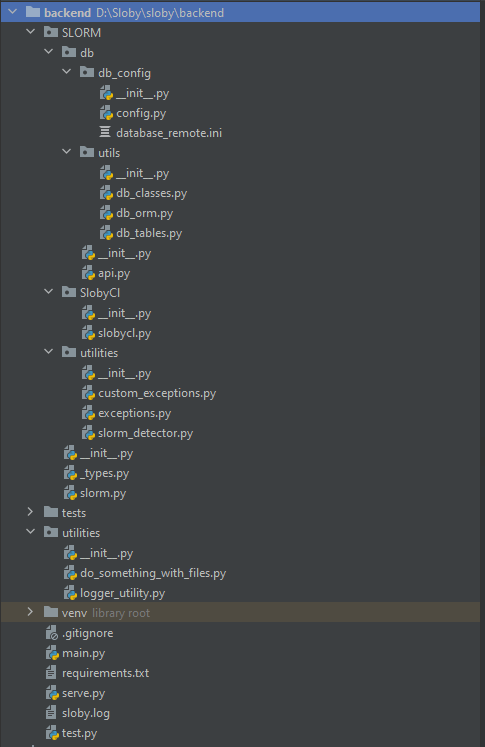 backend D:\Sloby\sloby\backend
SLORM
db
db_config
__init__.py
config.py
database_remote.ini
utils
__init__.py
db_classes.py
db_orm.py
db_tables.py
__init__.py
api.py
SlobyCl
__init__.py
slobycl.py
utilities
__init__.py
custom_exceptions.py
exceptions.py
slorm_detector.py
__init__.py
_types.py
slorm.py
tests
utilities
__init__.py
do_something_with_files.py
logger_utility.py
venv library root
.gitignore
main.py
requirements.txt
serve.py
sloby.log
test.py